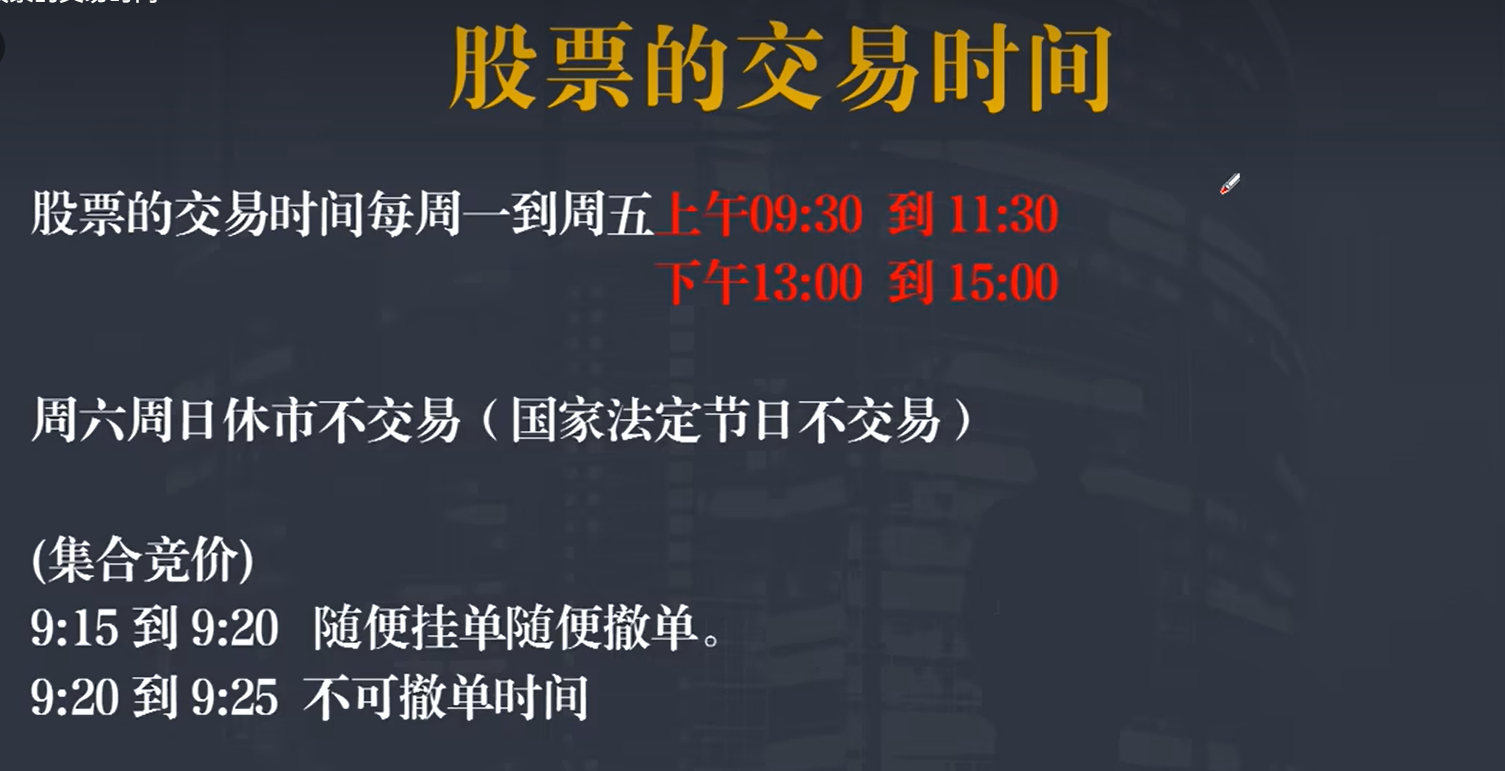 股票的交易时间
股票的交易时间每周一到周五上午09:30 到 11:30
下午13:00 到 15:00
周六周日休市不交易（国家法定节日不交易）
(集合竞价)
9:15 到 9:20 随便挂单随便撤单。
9:20 到 9:25 不可撤单时间